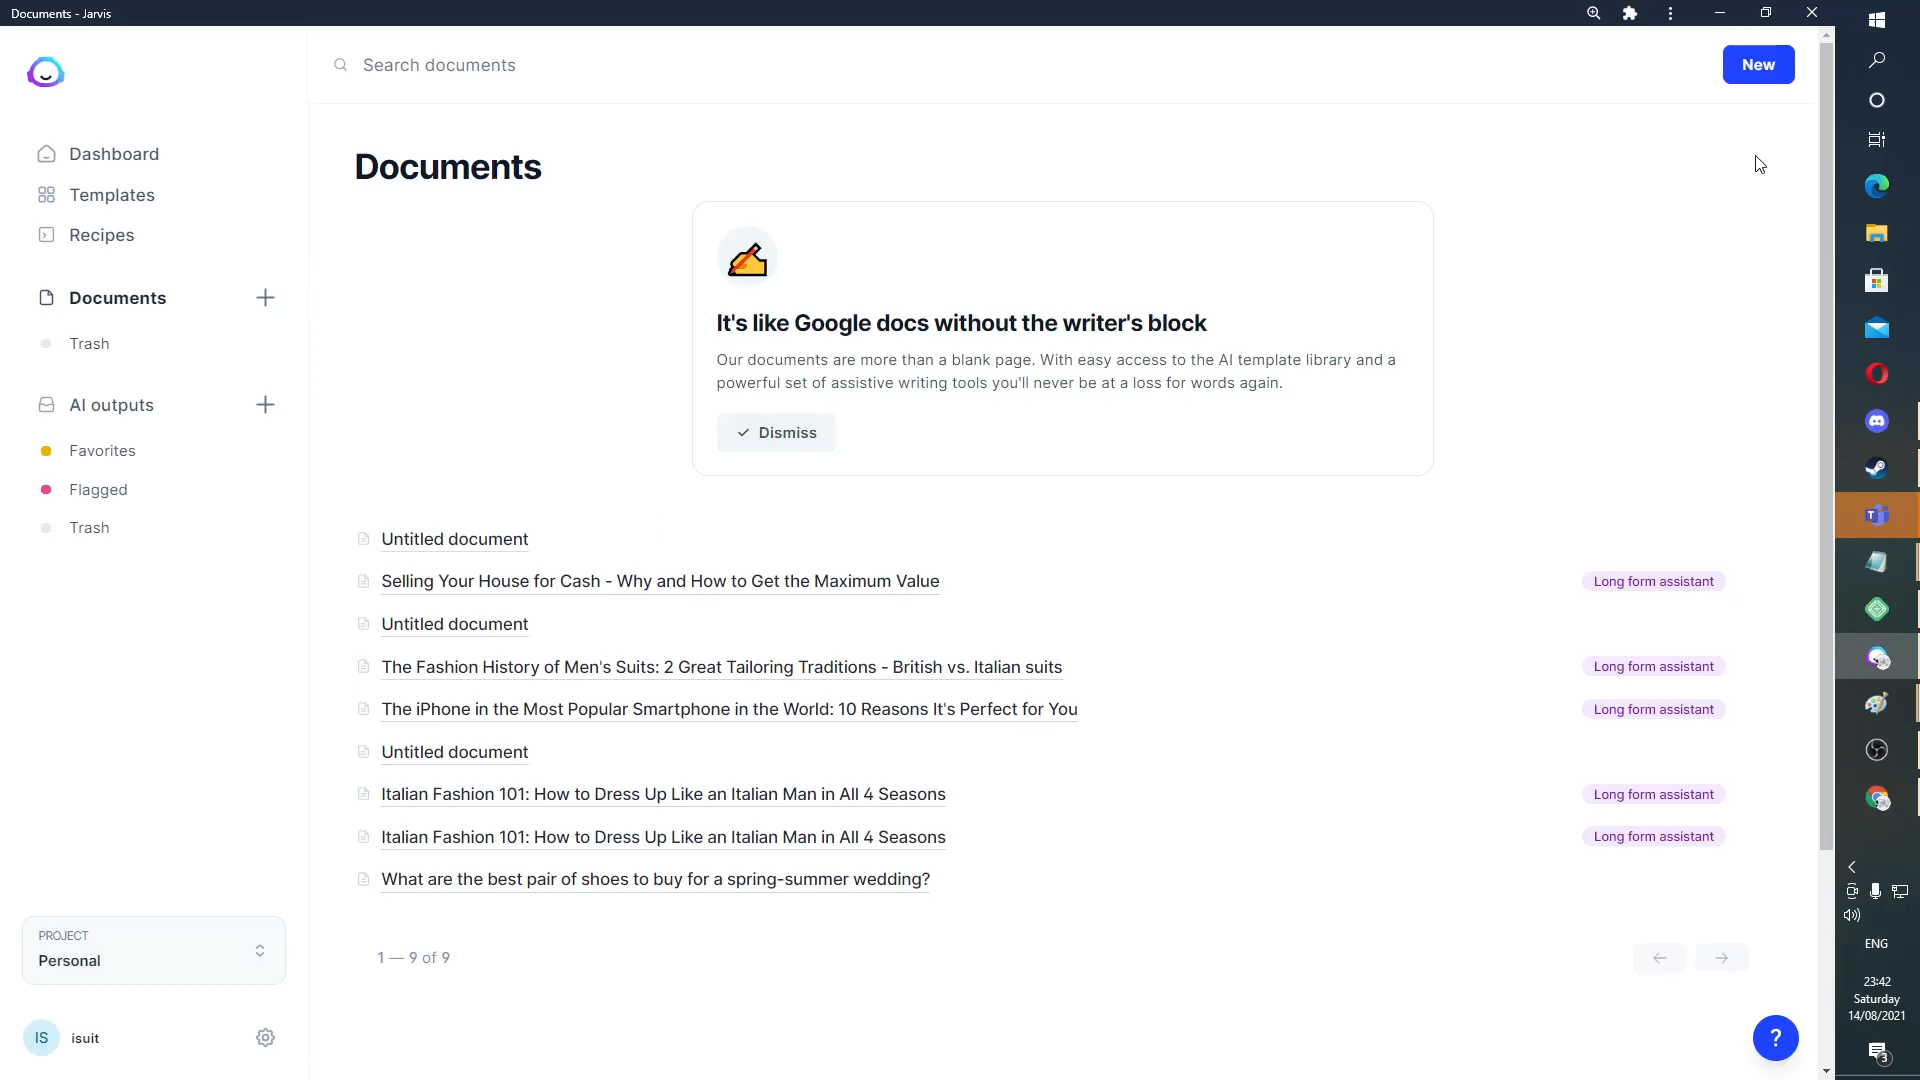 Documents - Jarvis
Search documents
New
Dashboard
Templates
Recipes
Documents
Trash
AI outputs
Favorites
Flagged
Trash
PROJECT
Personal
IS
isuit
Documents
It's like Google docs without the writer's block
Our documents are more than a blank page. With easy access to the AI template library and a
powerful set of assistive writing tools you'll never be at a loss for words again.
Dismiss
Untitled document
Selling Your House for Cash - Why and How to Get the Maximum Value
Long form assistant
Untitled document
The Fashion History of Men's Suits: 2 Great Tailoring Traditions - British vs. Italian suits
Long form assistant
The iPhone in the Most Popular Smartphone in the World: 10 Reasons It's Perfect for You
Long form assistant
Untitled document
Italian Fashion 101: How to Dress Up Like an Italian Man in All 4 Seasons
Long form assistant
Italian Fashion 101: How to Dress Up Like an Italian Man in All 4 Seasons
Long form assistant
What are the best pair of shoes to buy for a spring-summer wedding?
1 — 9 of 9
?
T
ENG
23:42
Saturday
14/08/2021
3